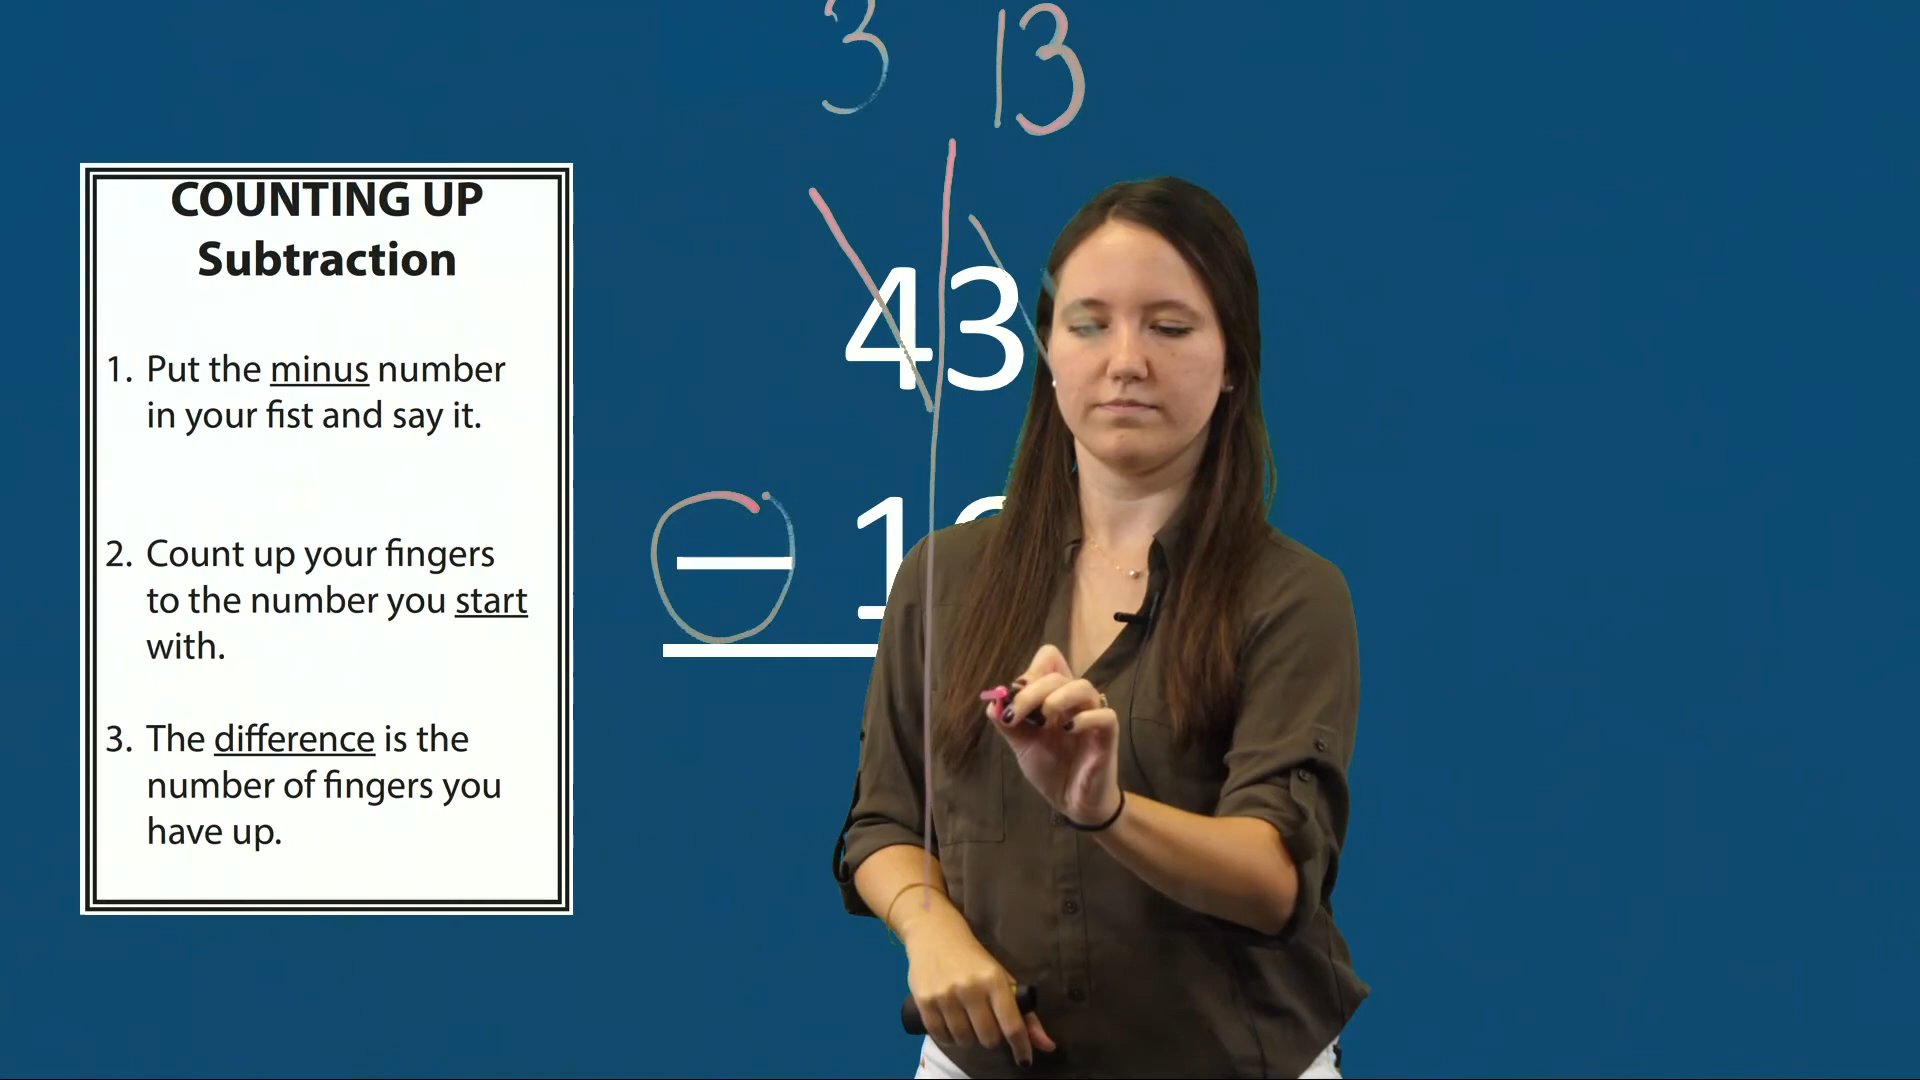 COUNTING UP
Subtraction
1. Put the minus number
in your fist and say it.
2. Count up your fingers
to the number you start
with.
3. The difference is the
number of fingers you
have up.
3 13
43
− 1